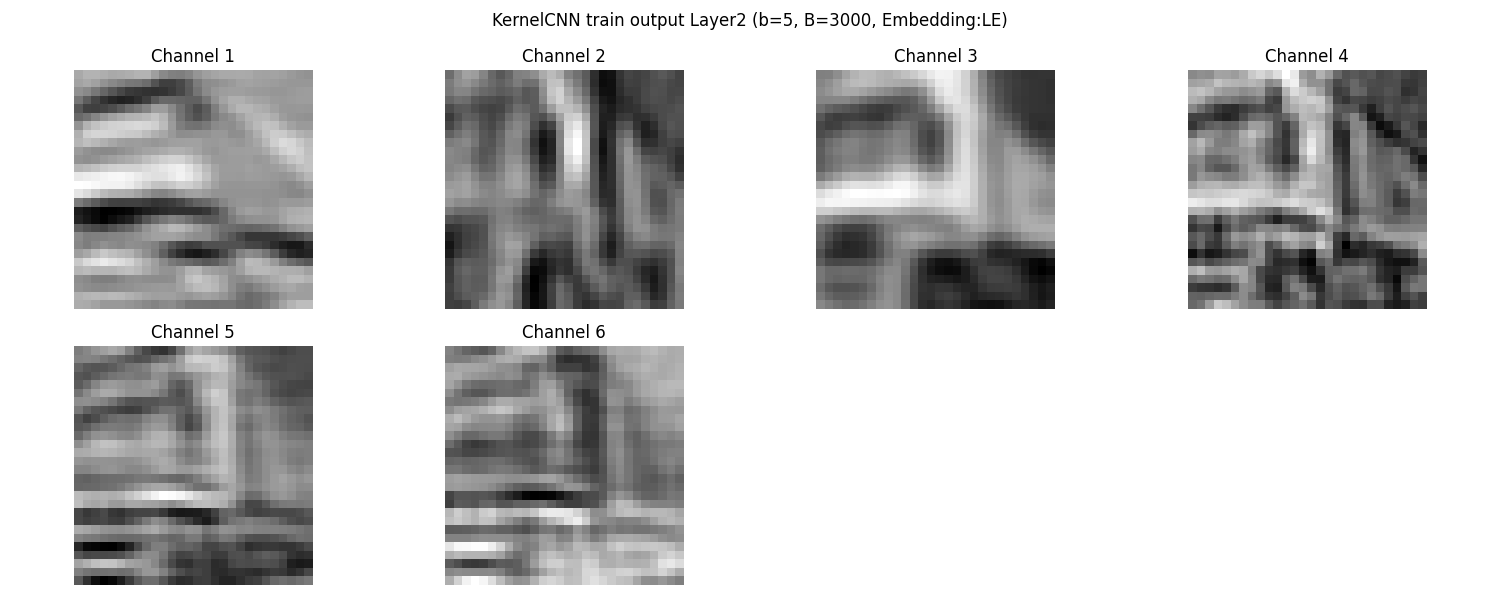 KernelCNN train output Layer2 (b=5, B=3000, Embedding:LE)
Channel 1
Channel 2
Channel 3
Channel 4
Channel 5
Channel 6